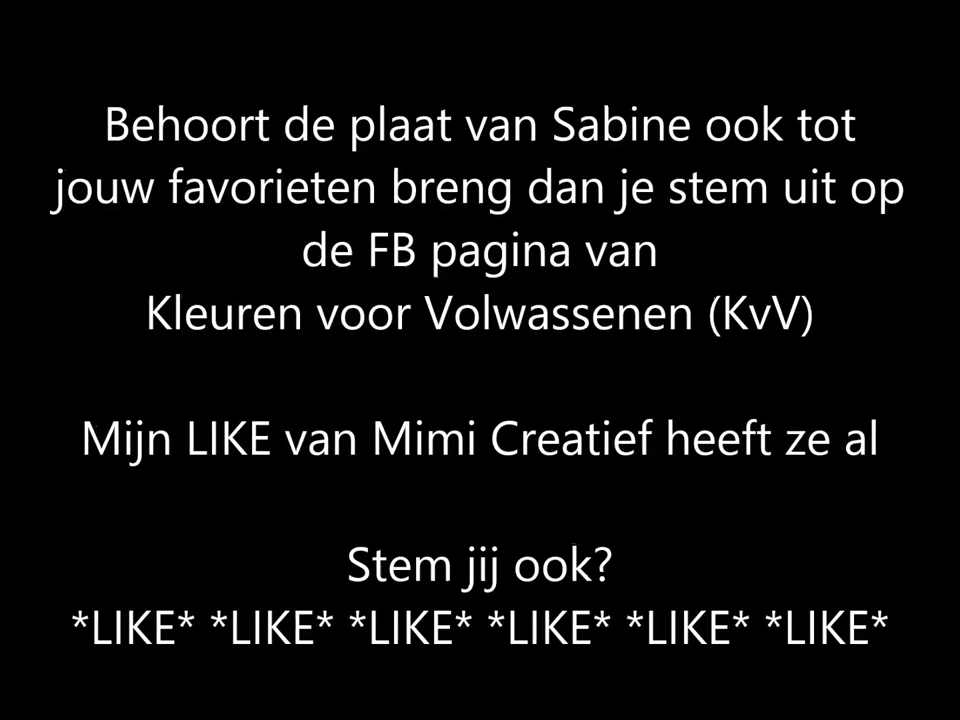 Behoort de plaat van Sabine ook tot
jouw favorieten breng dan je stem uit op
de FB pagina van
Kleuren voor Volwassenen (KvV)
Mijn LIKE van Mimi Creatief heeft ze al
Stem jij ook?
*LIKE* *LIKE* *LIKE* *LIKE* *LIKE* *LIKE*